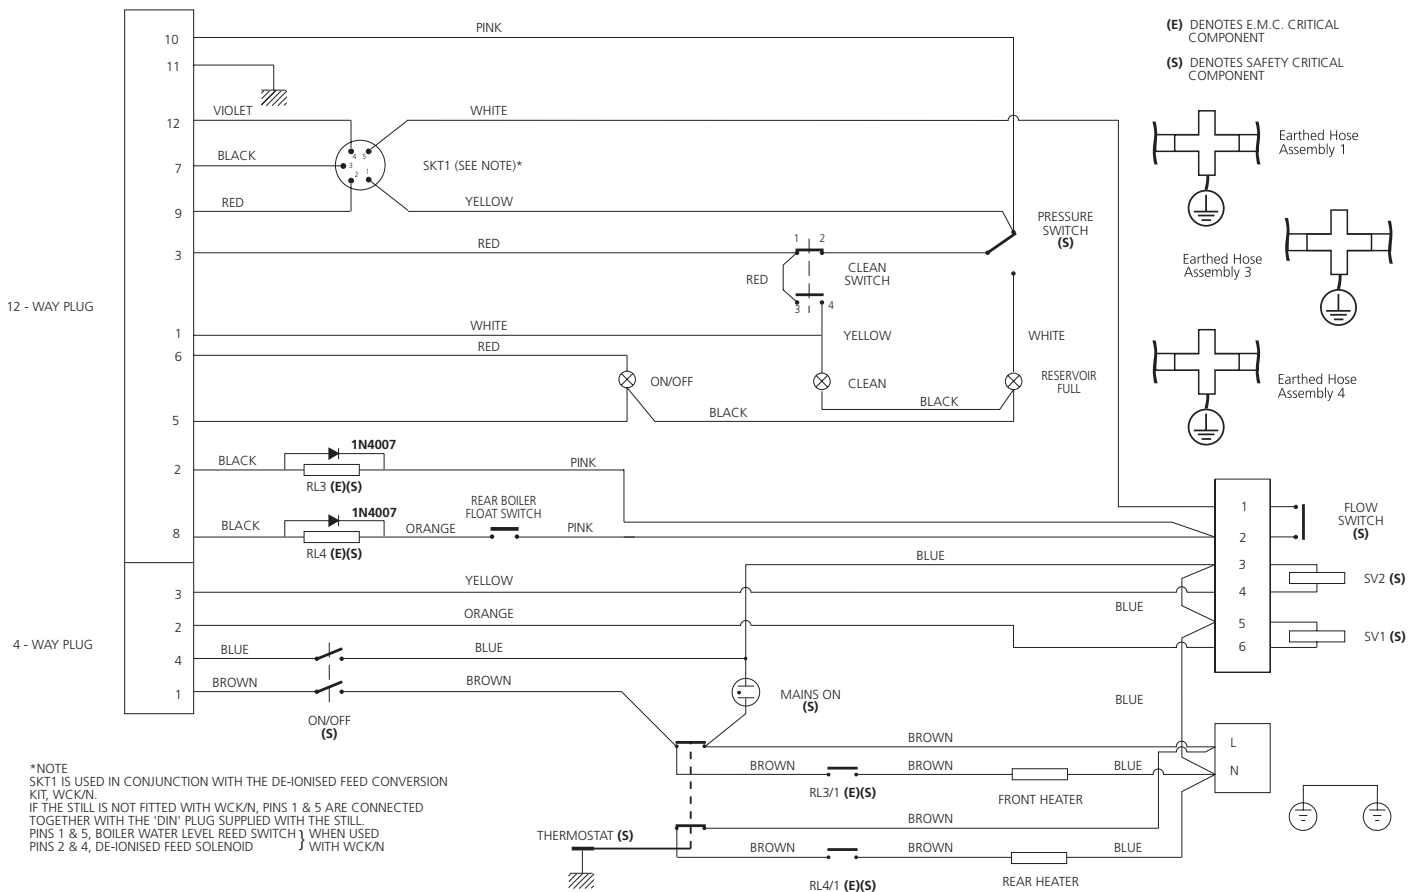 PINK
10
(E) DENOTES E.M.C. CRITICAL
COMPONENT
11
(S) DENOTES SAFETY CRITICAL
COMPONENT
VIOLET
WHITE
12
Earthed Hose
Assembly 1
BLACK
7
4 5
3
2 1
SKT1 (SEE NOTE)*
RED
YELLOW
9
PRESSURE
SWITCH
(S)
RED
3
1 2
CLEAN
SWITCH
RED
3 4
Earthed Hose
Assembly 3
12 - WAY PLUG
WHITE
1
YELLOW
WHITE
RED
6
ON/OFF
CLEAN
RESERVOIR
FULL
Earthed Hose
Assembly 4
BLACK
BLACK
5
1N4007
BLACK
PINK
2
RL3 (E)(S)
REAR BOILER
FLOAT SWITCH
1N4007
BLACK
ORANGE
PINK
8
RL4 (E)(S)
1
2
3
4
5
6
FLOW
SWITCH
(S)
SV2 (S)
SV1 (S)
BLUE
YELLOW
3
BLUE
ORANGE
2
4 - WAY PLUG
BLUE
BLUE
4
BROWN
BROWN
1
MAINS ON
(S)
BLUE
ON/OFF
(S)
BROWN
L
N
BROWN
BROWN
BLUE
RL3/1 (E)(S)
FRONT HEATER
BROWN
THERMOSTAT (S)
BROWN
BROWN
BLUE
RL4/1 (E)(S)
REAR HEATER
*NOTE
SKT1 IS USED IN CONJUNCTION WITH THE DE-IONISED FEED CONVERSION
KIT, WCK/N.
IF THE STILL IS NOT FITTED WITH WCK/N, PINS 1 & 5 ARE CONNECTED
TOGETHER WITH THE 'DIN' PLUG SUPPLIED WITH THE STILL.
PINS 1 & 5, BOILER WATER LEVEL REED SWITCH } WHEN USED
PINS 2 & 4, DE-IONISED FEED SOLENOID } WITH WCK/N